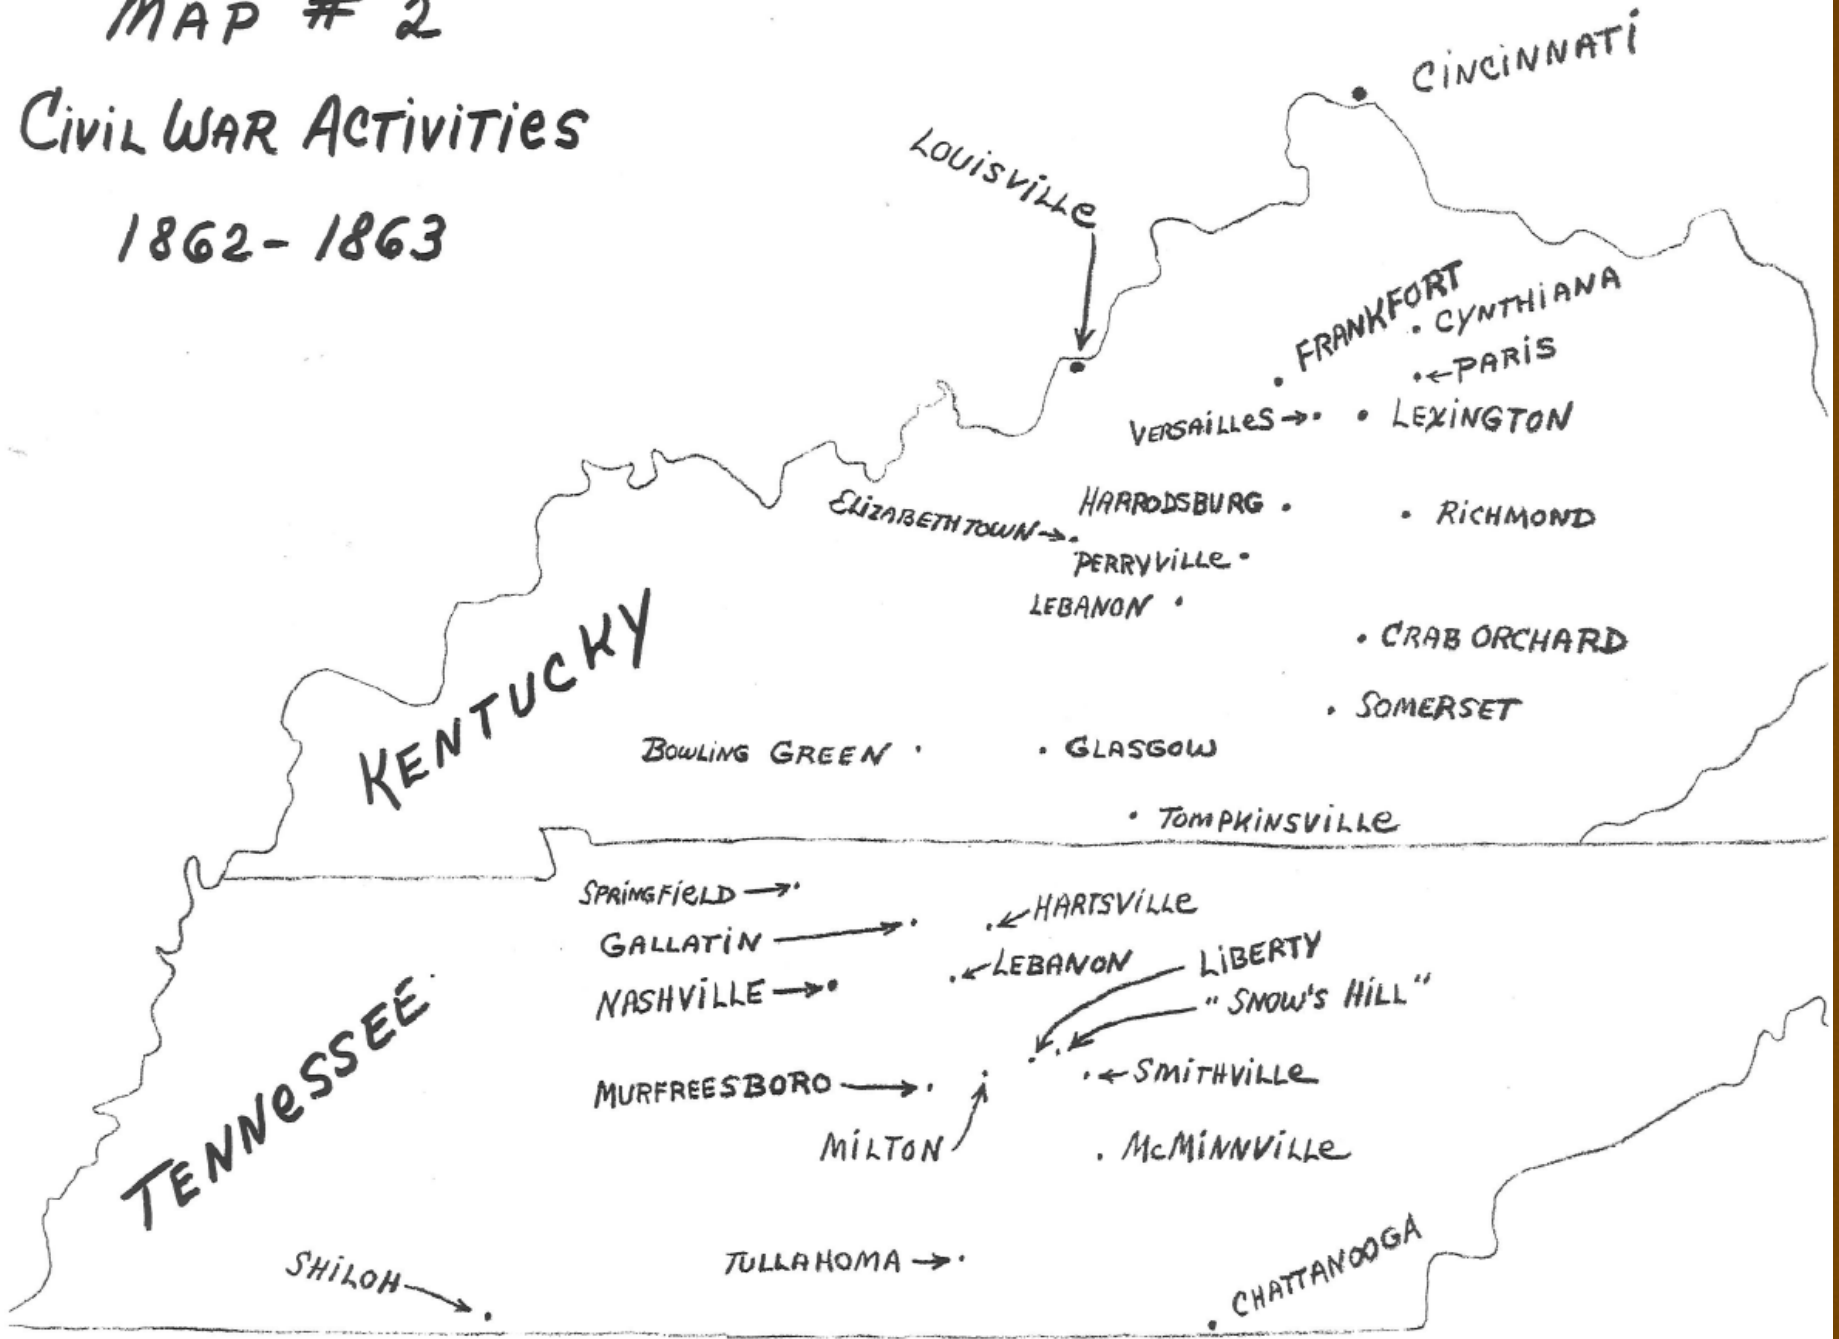 MAP # 2
CiViL WAR ACTiViTies
1862-1863
CiNCiNNATi
LOUiSViLLe
FRANKFORT
CYNTHiANA
PARiS
VERSAiLLeS
LEXiNGTON
ELiZABETHTOWN
HARRODSBURG
RiCHMOND
PERRYViLLe
LEBANON
KENTUCKY
CRAB ORCHARD
SOMERSET
BOWLiNG GREEN
GLASGOW
TOMPKiNSViLLe
SPRiNGFieLD
HARTSViLLe
GALLATiN
LEBANON
LiBERTY
NASHViLLE
"SNOW'S HiLL"
TENNeSSEE
MURFREESBORO
SMiTHViLLe
MiLTON
McMiNNViLLe
SHiLOH
TULLAHOMA
CHATTANOOGA